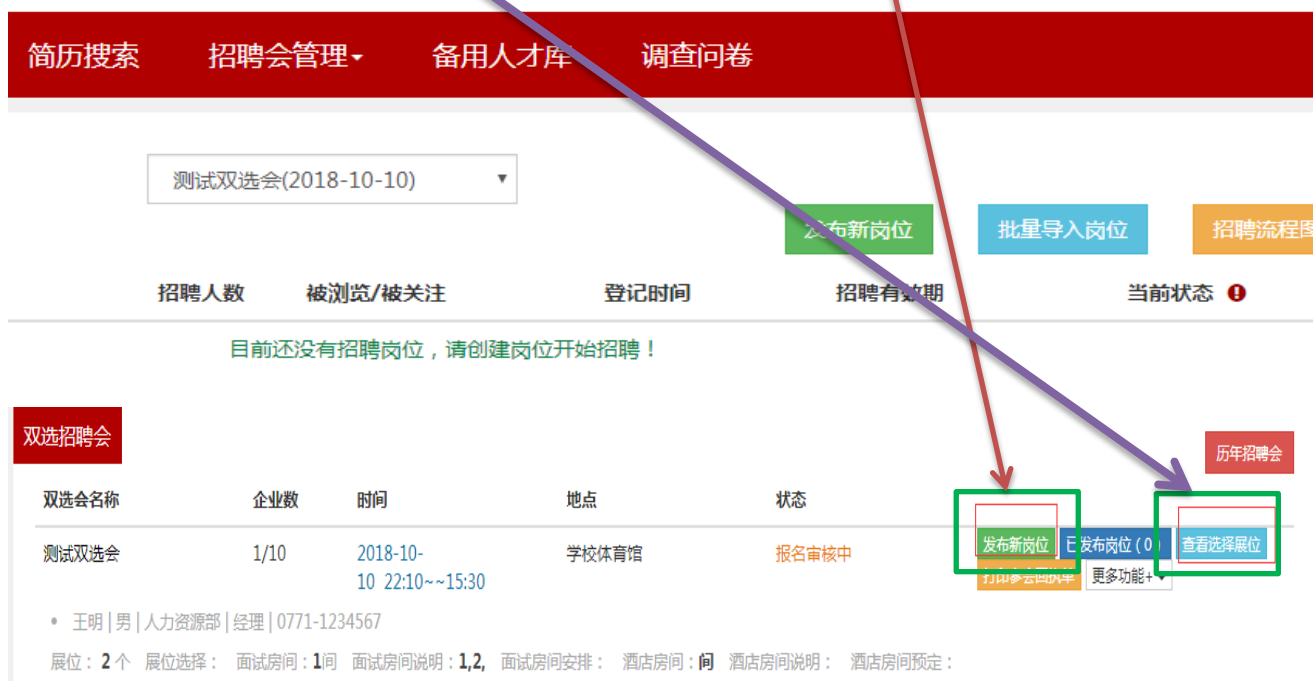 简历搜索 招聘会管理 备用人才库 调查问卷
测试双选会(2018-10-10)
发布新岗位 批量导入岗位 招聘流程图
招聘人数 被浏览/被关注 登记时间 招聘有效期 当前状态
目前还没有招聘岗位，请创建岗位开始招聘！
双选招聘会
历年招聘会
双选会名称 企业数 时间 地点 状态
测试双选会 1/10 2018-10- 学校体育馆 报名审核中 发布新岗位 已发布岗位 ( 0 ) 查看选择展位
10 22:10~~15:30 打印参会回执单 更多功能+
• 王明 | 男 | 人力资源部 | 经理 | 0771-1234567
展位： 2 个 展位选择： 面试房间：1间 面试房间说明：1,2, 面试房间安排： 酒店房间：间 酒店房间说明： 酒店房间预定：